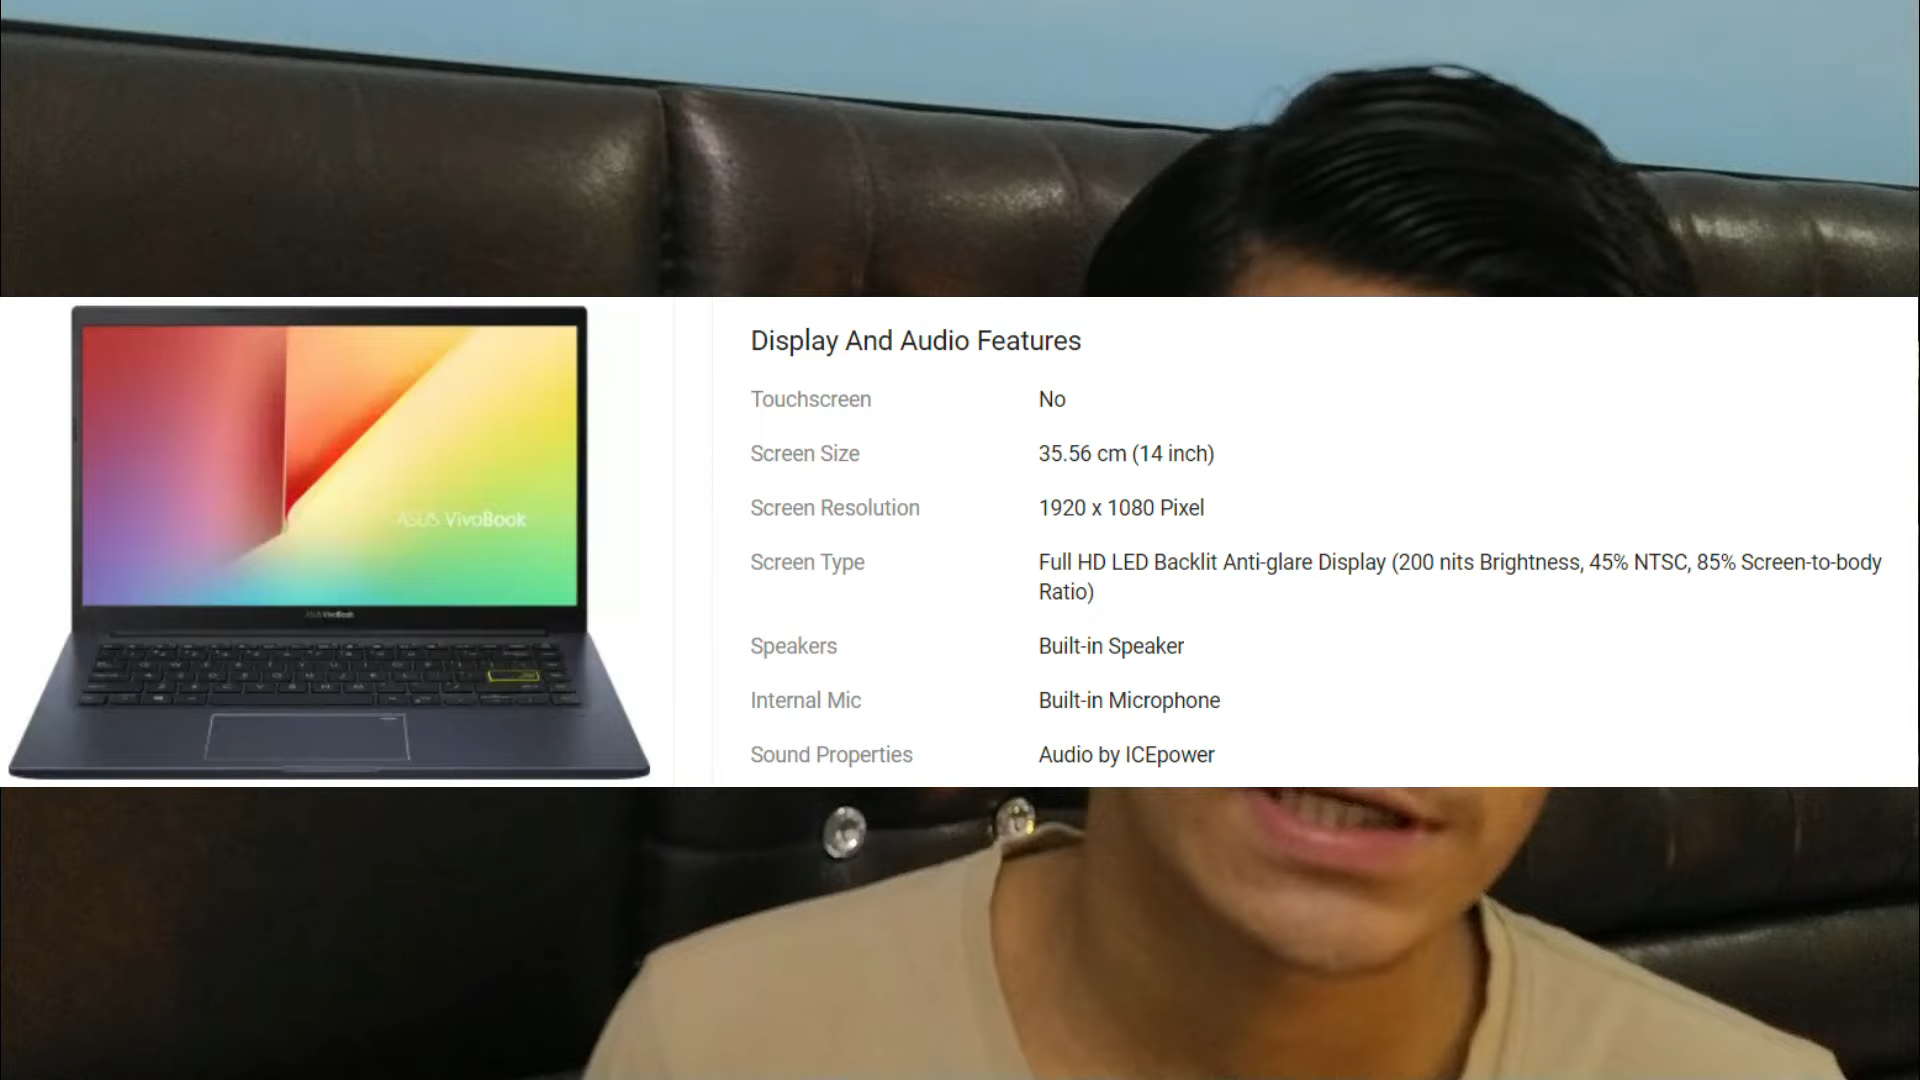 Display And Audio Features
Touchscreen No
Screen Size 35.56 cm (14 inch)
Screen Resolution 1920 x 1080 Pixel
Screen Type Full HD LED Backlit Anti-glare Display (200 nits Brightness, 45% NTSC, 85% Screen-to-body
Ratio)
ASUS VivoBook
ASUS VivoBook
Speakers Built-in Speaker
Internal Mic Built-in Microphone
Sound Properties Audio by ICEpower